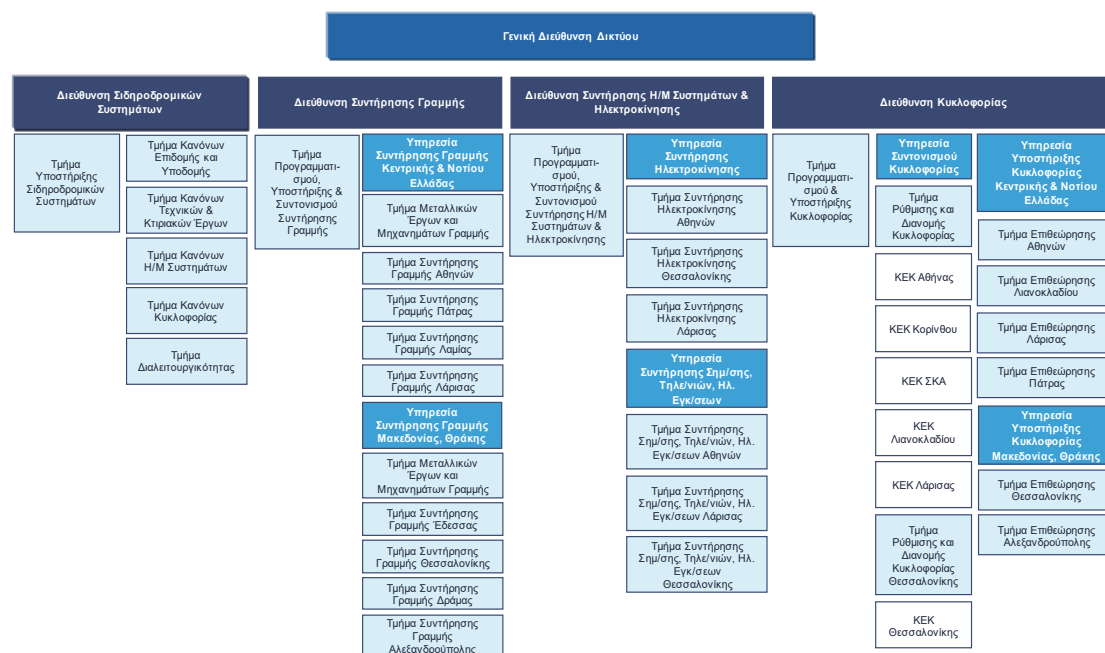 Γενική Διεύθυνση Δικτύου
Διεύθυνση Σιδηροδρομικών
Συστημάτων
Τμήμα
Υποστήριξης
Σιδηροδρομικών
Συστημάτων
Τμήμα Κανόνων
Επιδομής και
Υποδομής
Τμήμα Κανόνων
Τεχνικών &
Κτιριακών Έργων
Τμήμα Κανόνων
Η/Μ Συστημάτων
Τμήμα Κανόνων
Κυκλοφορίας
Τμήμα
Διαλειτουργικότητας
Διεύθυνση Συντήρησης Γραμμής
Τμήμα
Προγραμματι-
σμού,
Υποστήριξης &
Συντονισμού
Συντήρησης
Γραμμής
Υπηρεσία
Συντήρησης Γραμμής
Κεντρικής & Νοτίου
Ελλάδας
Τμήμα Μεταλλικών
Έργων και
Μηχανημάτων Γραμμής
Τμήμα Συντήρησης
Γραμμής Αθηνών
Τμήμα Συντήρησης
Γραμμής Πάτρας
Τμήμα Συντήρησης
Γραμμής Λαμίας
Τμήμα Συντήρησης
Γραμμής Λάρισας
Υπηρεσία
Συντήρησης Γραμμής
Μακεδονίας, Θράκης
Τμήμα Μεταλλικών
Έργων και
Μηχανημάτων Γραμμής
Τμήμα Συντήρησης
Γραμμής Έδεσσας
Τμήμα Συντήρησης
Γραμμής Θεσσαλονίκης
Τμήμα Συντήρησης
Γραμμής Δράμας
Τμήμα Συντήρησης
Γραμμής
Αλεξανδρούπολης
Διεύθυνση Συντήρησης Η/Μ Συστημάτων &
Ηλεκτροκίνησης
Τμήμα
Προγραμματι-
σμού,
Υποστήριξης &
Συντονισμού
Συντήρησης Η/Μ
Συστημάτων &
Ηλεκτροκίνησης
Υπηρεσία
Συντήρησης
Ηλεκτροκίνησης
Τμήμα Συντήρησης
Ηλεκτροκίνησης
Αθηνών
Τμήμα Συντήρησης
Ηλεκτροκίνησης
Θεσσαλονίκης
Τμήμα Συντήρησης
Ηλεκτροκίνησης
Λάρισας
Υπηρεσία
Συντήρησης Σημ/σης,
Τηλε/νιών, Ηλ.
Εγκ/σεων
Τμήμα Συντήρησης
Σημ/σης, Τηλε/νιών, Ηλ.
Εγκ/σεων Αθηνών
Τμήμα Συντήρησης
Σημ/σης, Τηλε/νιών, Ηλ.
Εγκ/σεων Λάρισας
Τμήμα Συντήρησης
Σημ/σης, Τηλε/νιών, Ηλ.
Εγκ/σεων
Θεσσαλονίκης
Διεύθυνση Κυκλοφορίας
Τμήμα
Προγραμματι-
σμού &
Υποστήριξης
Κυκλοφορίας
Υπηρεσία
Συντονισμού
Κυκλοφορίας
Τμήμα
Ρύθμισης και
Διανομής
Κυκλοφορίας
ΚΕΚ Αθήνας
ΚΕΚ Κορίνθου
ΚΕΚ ΣΚΑ
ΚΕΚ
Λιανοκλαδίου
ΚΕΚ Λάρισας
Τμήμα
Ρύθμισης και
Διανομής
Κυκλοφορίας
Θεσσαλονίκης
ΚΕΚ
Θεσσαλονίκης
Υπηρεσία
Υποστήριξης
Κυκλοφορίας
Κεντρικής & Νοτίου
Ελλάδας
Τμήμα Επιθεώρησης
Αθηνών
Τμήμα Επιθεώρησης
Λιανοκλαδίου
Τμήμα Επιθεώρησης
Λάρισας
Τμήμα Επιθεώρησης
Πάτρας
Υπηρεσία
Υποστήριξης
Κυκλοφορίας
Μακεδονίας, Θράκης
Τμήμα Επιθεώρησης
Θεσσαλονίκης
Τμήμα Επιθεώρησης
Αλεξανδρούπολης